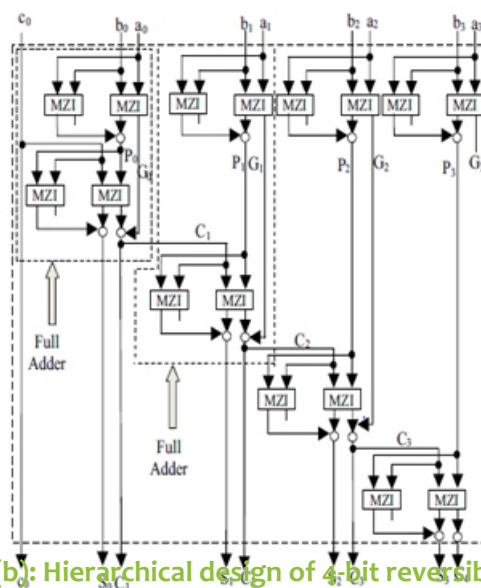 c₀ b₀ a₀ b₁ a₁ b₂ a₂ b₃ a₃
MZI MZI MZI MZI MZI MZI MZI MZI
P₀ P₁ G₁ P₂ G₂ P₃
MZI MZI
C₁
MZI MZI
Full
Adder
C₂
MZI MZI
Full
Adder
C₃
MZI MZI
(b): Hierarchical design of 4-bit reversib